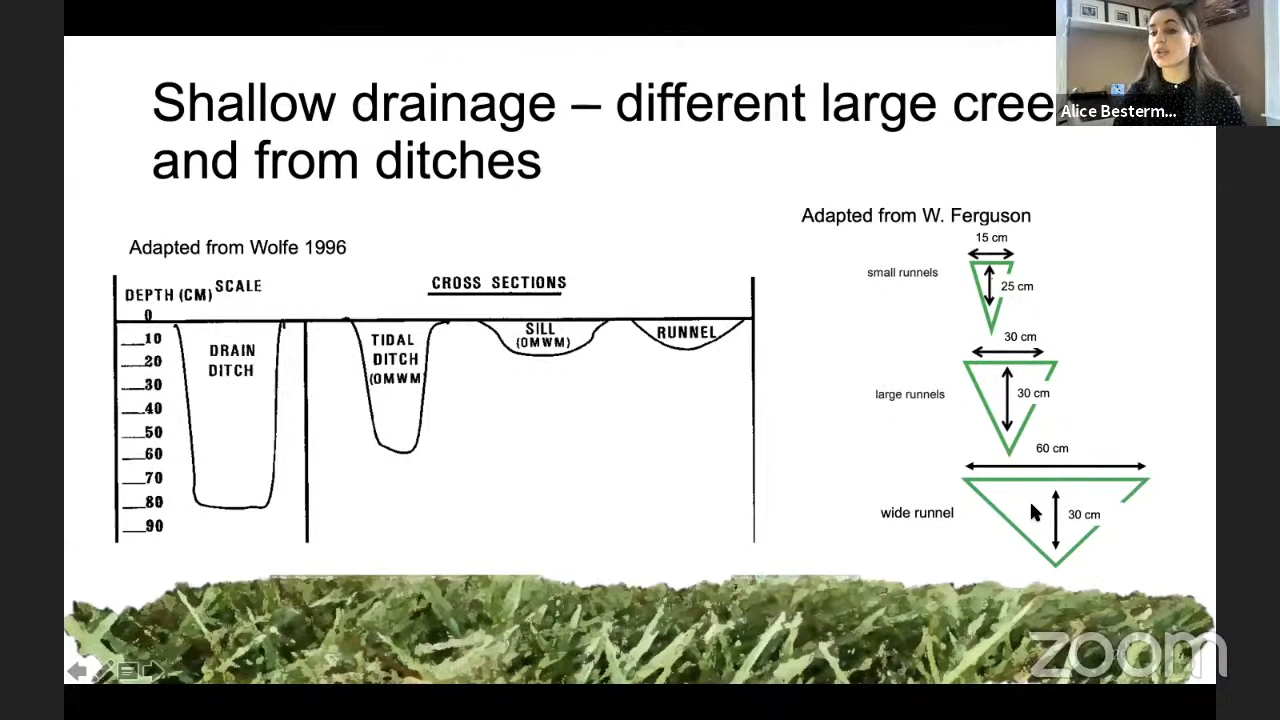 Shallow drainage – different large cree
and from ditches
Alice Besterm...
Adapted from Wolfe 1996
DEPTH (CM) SCALE
CROSS SECTIONS
0
10
20
30
40
50
60
70
80
90
DRAIN
DITCH
TIDAL
DITCH
(OMWM
SILL
(OMWM)
RUNNEL
Adapted from W. Ferguson
15 cm
small runnels
25 cm
30 cm
large runnels
30 cm
60 cm
wide runnel
30 cm
zoom